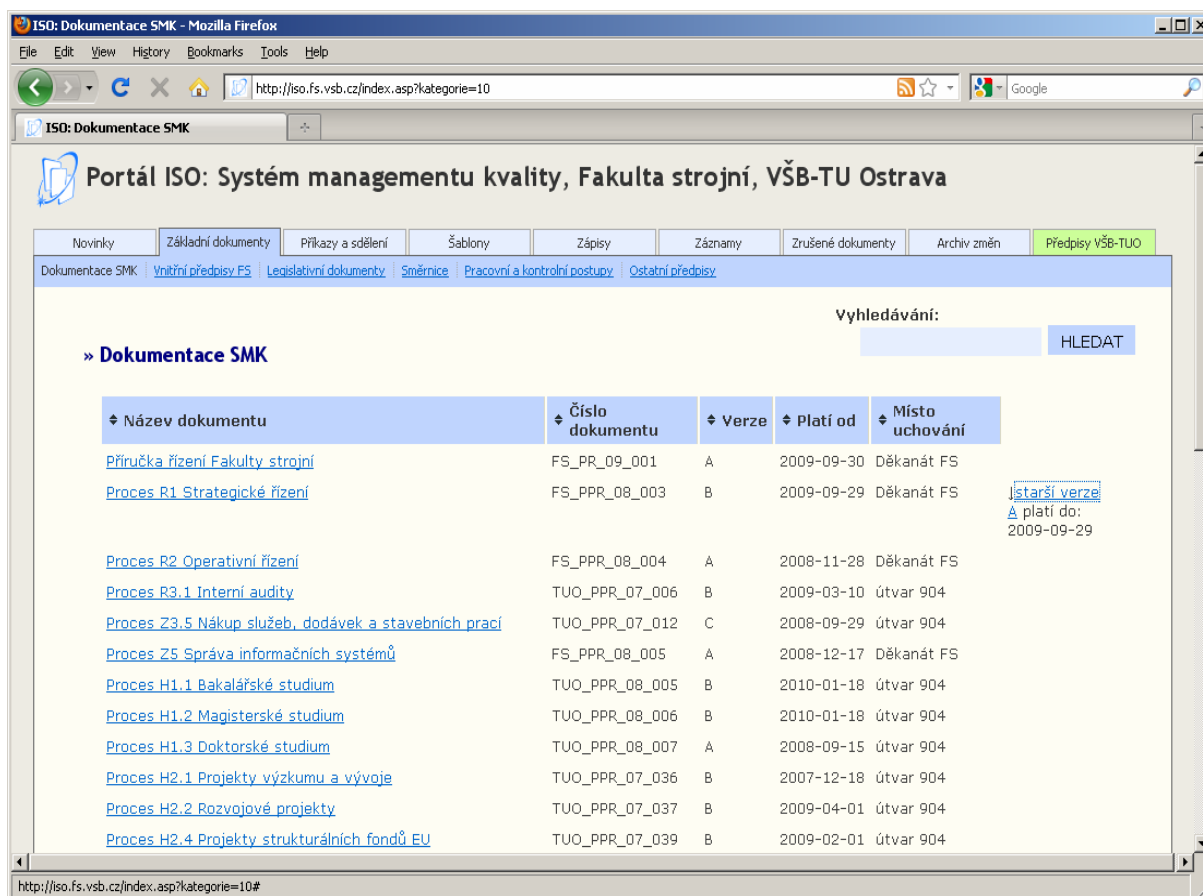 ISO: Dokumentace SMK - Mozilla Firefox
File Edit View History Bookmarks Tools Help
http://iso.fs.vsb.cz/index.asp?kategorie=10 Google
ISO: Dokumentace SMK
Portál ISO: Systém managementu kvality, Fakulta strojní, VŠB-TU Ostrava
Novinky Základní dokumenty Příkazy a sdělení Šablony Zápisy Záznamy Zrušené dokumenty Archiv změn Předpisy VŠB-TUO
Dokumentace SMK Vnitřní předpisy FS Legislativní dokumenty Směrnice Pracovní a kontrolní postupy Ostatní předpisy
Vyhledávání:
HLEDAT
» Dokumentace SMK
Název dokumentu Číslo dokumentu Verze Platí od Místo uchování
Příručka řízení Fakulty strojní FS_PR_09_001 A 2009-09-30 Děkanát FS
Proces R1 Strategické řízení FS_PPR_08_003 B 2009-09-29 Děkanát FS ↓starší verze
A platí do:
2009-09-29
Proces R2 Operativní řízení FS_PPR_08_004 A 2008-11-28 Děkanát FS
Proces R3.1 Interní audity TUO_PPR_07_006 B 2009-03-10 útvar 904
Proces Z3.5 Nákup služeb, dodávek a stavebních prací TUO_PPR_07_012 C 2008-09-29 útvar 904
Proces Z5 Správa informačních systémů FS_PPR_08_005 A 2008-12-17 Děkanát FS
Proces H1.1 Bakalářské studium TUO_PPR_08_005 B 2010-01-18 útvar 904
Proces H1.2 Magisterské studium TUO_PPR_08_006 B 2010-01-18 útvar 904
Proces H1.3 Doktorské studium TUO_PPR_08_007 A 2008-09-15 útvar 904
Proces H2.1 Projekty výzkumu a vývoje TUO_PPR_07_036 B 2007-12-18 útvar 904
Proces H2.2 Rozvojové projekty TUO_PPR_07_037 B 2009-04-01 útvar 904
Proces H2.4 Projekty strukturálních fondů EU TUO_PPR_07_039 B 2009-02-01 útvar 904
http://iso.fs.vsb.cz/index.asp?kategorie=10#